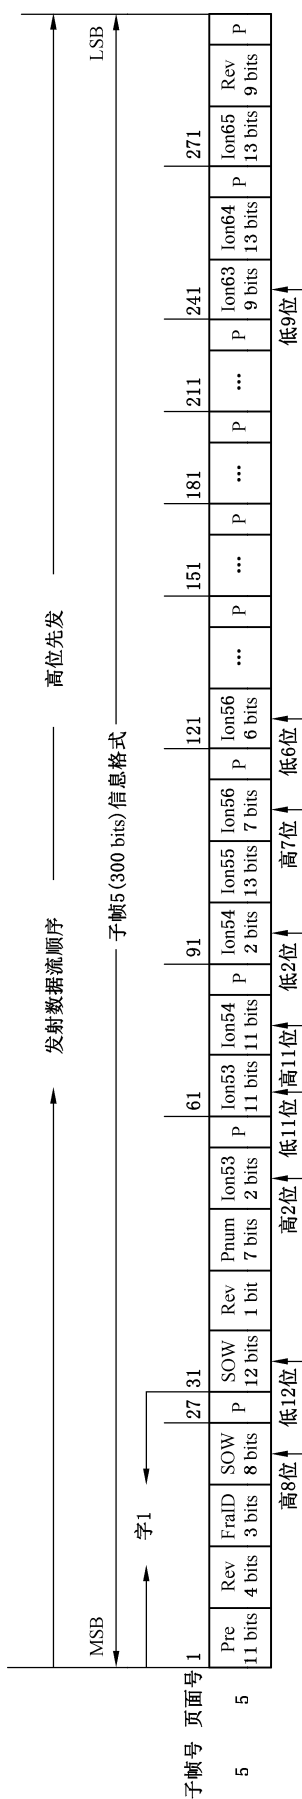 发射数据流顺序 高位先发
MSB 子帧5(300 bits)信息格式 LSB
字1
子帧号 页面号 1 27 31 61 91 121 151 181 211 241 271
5 5
Pre 11 bits
Rev 4 bits
FraID 3 bits
SOW 8 bits
P
SOW 12 bits
Rev 1 bit
Pnum 7 bits
Ion53 2 bits
P
Ion53 11 bits
Ion54 11 bits
P
Ion54 2 bits
Ion55 13 bits
Ion56 7 bits
P
Ion56 6 bits
…
P
…
P
…
P
…
P
Ion63 9 bits
Ion64 13 bits
P
Ion65 13 bits
Rev 9 bits
P
高8位 低12位 高2位 低11位 高11位 低2位 高7位 低6位 低9位